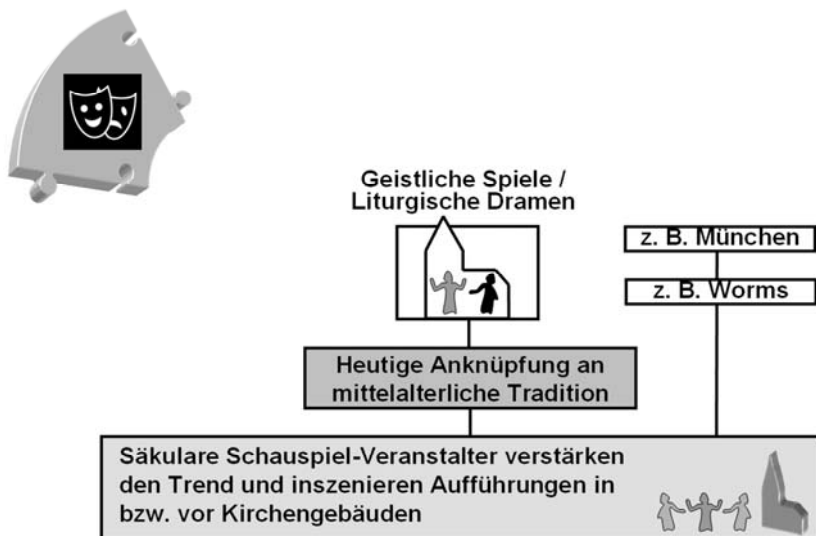 Geistliche Spiele /
Liturgische Dramen
z. B. München
z. B. Worms
Heutige Anknüpfung an
mittelalterliche Tradition
Säkulare Schauspiel-Veranstalter verstärken
den Trend und inszenieren Aufführungen in
bzw. vor Kirchengebäuden